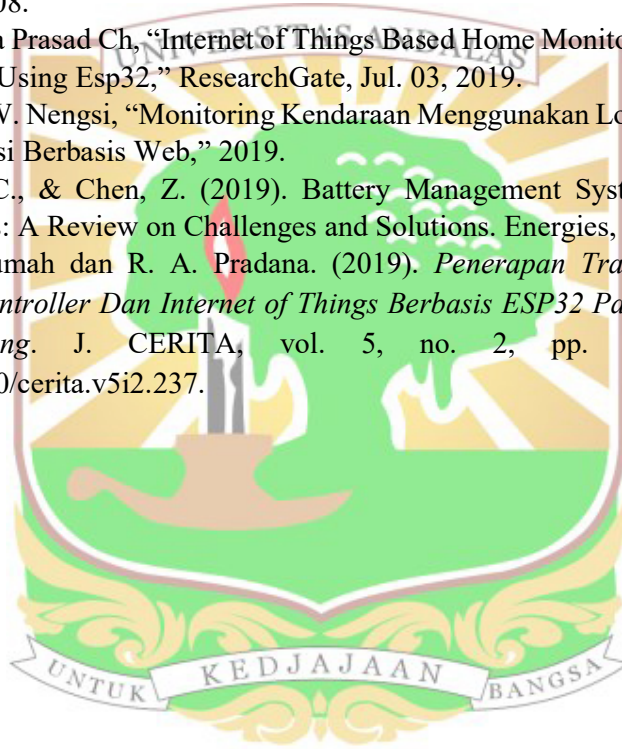 08.
a Prasad Ch, “Internet of Things Based Home Monito
UNIVERSITAS ANDALAS
Using Esp32,” ResearchGate, Jul. 03, 2019.
W. Nengsi, “Monitoring Kendaraan Menggunakan Lo
si Berbasis Web,” 2019.
C., & Chen, Z. (2019). Battery Management Syst
: A Review on Challenges and Solutions. Energies,
umah dan R. A. Pradana. (2019). Penerapan Tra
ntroller Dan Internet of Things Berbasis ESP32 Pa
ng. J. CERITA, vol. 5, no. 2, pp.
0/cerita.v5i2.237.
UNTUK KEDJAJAAN BANGSA